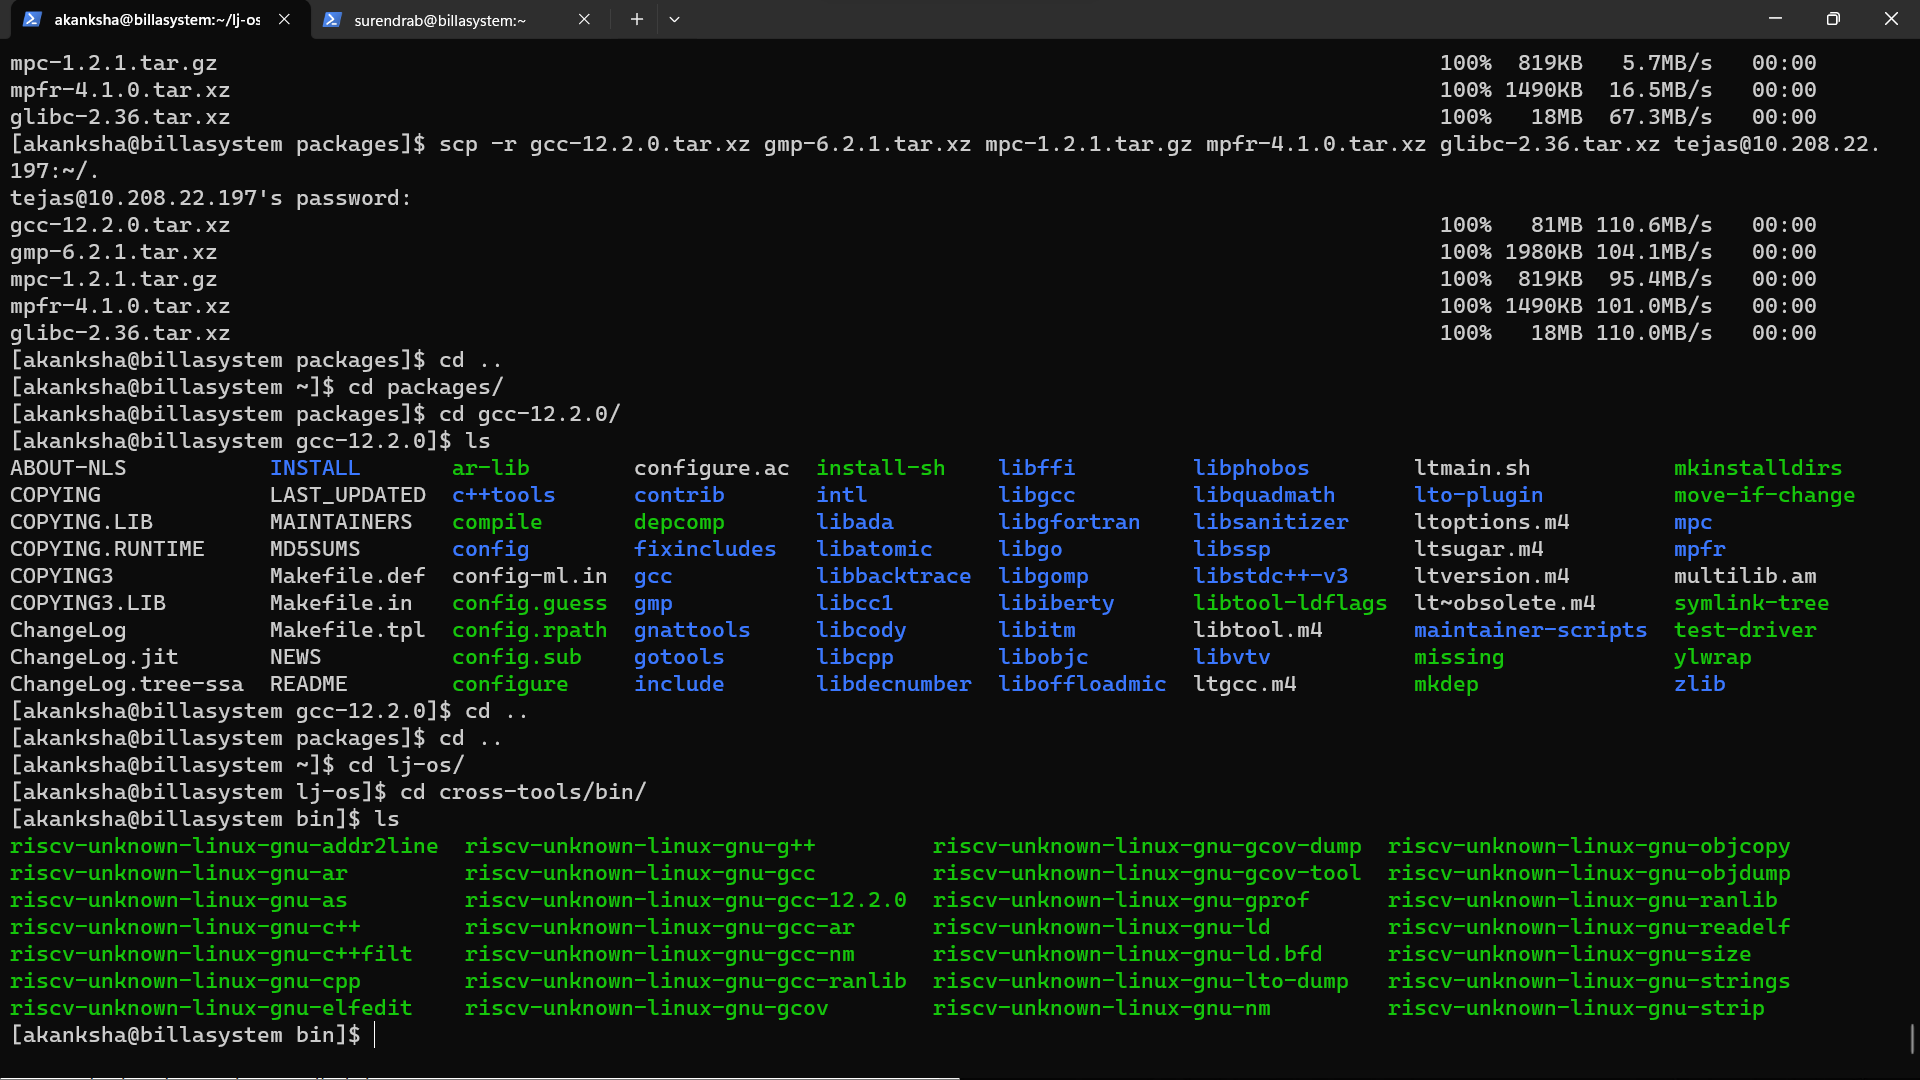 akanksha@billasystem:~/lj-os
surendrab@billasystem:~
mpc-1.2.1.tar.gz 100% 819KB 5.7MB/s 00:00
mpfr-4.1.0.tar.xz 100% 1490KB 16.5MB/s 00:00
glibc-2.36.tar.xz 100% 18MB 67.3MB/s 00:00
[akanksha@billasystem packages]$ scp -r gcc-12.2.0.tar.xz gmp-6.2.1.tar.xz mpc-1.2.1.tar.gz mpfr-4.1.0.tar.xz glibc-2.36.tar.xz tejas@10.208.22.
197:~/.
tejas@10.208.22.197's password:
gcc-12.2.0.tar.xz 100% 81MB 110.6MB/s 00:00
gmp-6.2.1.tar.xz 100% 1980KB 104.1MB/s 00:00
mpc-1.2.1.tar.gz 100% 819KB 95.4MB/s 00:00
mpfr-4.1.0.tar.xz 100% 1490KB 101.0MB/s 00:00
glibc-2.36.tar.xz 100% 18MB 110.0MB/s 00:00
[akanksha@billasystem packages]$ cd ..
[akanksha@billasystem ~]$ cd packages/
[akanksha@billasystem packages]$ cd gcc-12.2.0/
[akanksha@billasystem gcc-12.2.0]$ ls
ABOUT-NLS INSTALL ar-lib configure.ac install-sh libffi libphobos ltmain.sh mkinstalldirs
COPYING LAST_UPDATED c++tools contrib intl libgcc libquadmath lto-plugin move-if-change
COPYING.LIB MAINTAINERS compile depcomp libada libgfortran libsanitizer ltoptions.m4 mpc
COPYING.RUNTIME MD5SUMS config fixincludes libatomic libgo libssp ltsugar.m4 mpfr
COPYING3 Makefile.def config-ml.in gcc libbacktrace libgomp libstdc++-v3 ltversion.m4 multilib.am
COPYING3.LIB Makefile.in config.guess gmp libcc1 libiberty libtool-ldflags lt~obsolete.m4 symlink-tree
ChangeLog Makefile.tpl config.rpath gnattools libcody libitm libtool.m4 maintainer-scripts test-driver
ChangeLog.jit NEWS config.sub gotools libcpp libobjc libvtv missing ylwrap
ChangeLog.tree-ssa README configure include libdecnumber liboffloadmic ltgcc.m4 mkdep zlib
[akanksha@billasystem gcc-12.2.0]$ cd ..
[akanksha@billasystem packages]$ cd ..
[akanksha@billasystem ~]$ cd lj-os/
[akanksha@billasystem lj-os]$ cd cross-tools/bin/
[akanksha@billasystem bin]$ ls
riscv-unknown-linux-gnu-addr2line riscv-unknown-linux-gnu-g++ riscv-unknown-linux-gnu-gcov-dump riscv-unknown-linux-gnu-objcopy
riscv-unknown-linux-gnu-ar riscv-unknown-linux-gnu-gcc riscv-unknown-linux-gnu-gcov-tool riscv-unknown-linux-gnu-objdump
riscv-unknown-linux-gnu-as riscv-unknown-linux-gnu-gcc-12.2.0 riscv-unknown-linux-gnu-gprof riscv-unknown-linux-gnu-ranlib
riscv-unknown-linux-gnu-c++ riscv-unknown-linux-gnu-gcc-ar riscv-unknown-linux-gnu-ld riscv-unknown-linux-gnu-readelf
riscv-unknown-linux-gnu-c++filt riscv-unknown-linux-gnu-gcc-nm riscv-unknown-linux-gnu-ld.bfd riscv-unknown-linux-gnu-size
riscv-unknown-linux-gnu-cpp riscv-unknown-linux-gnu-gcc-ranlib riscv-unknown-linux-gnu-lto-dump riscv-unknown-linux-gnu-strings
riscv-unknown-linux-gnu-elfedit riscv-unknown-linux-gnu-gcov riscv-unknown-linux-gnu-nm riscv-unknown-linux-gnu-strip
[akanksha@billasystem bin]$